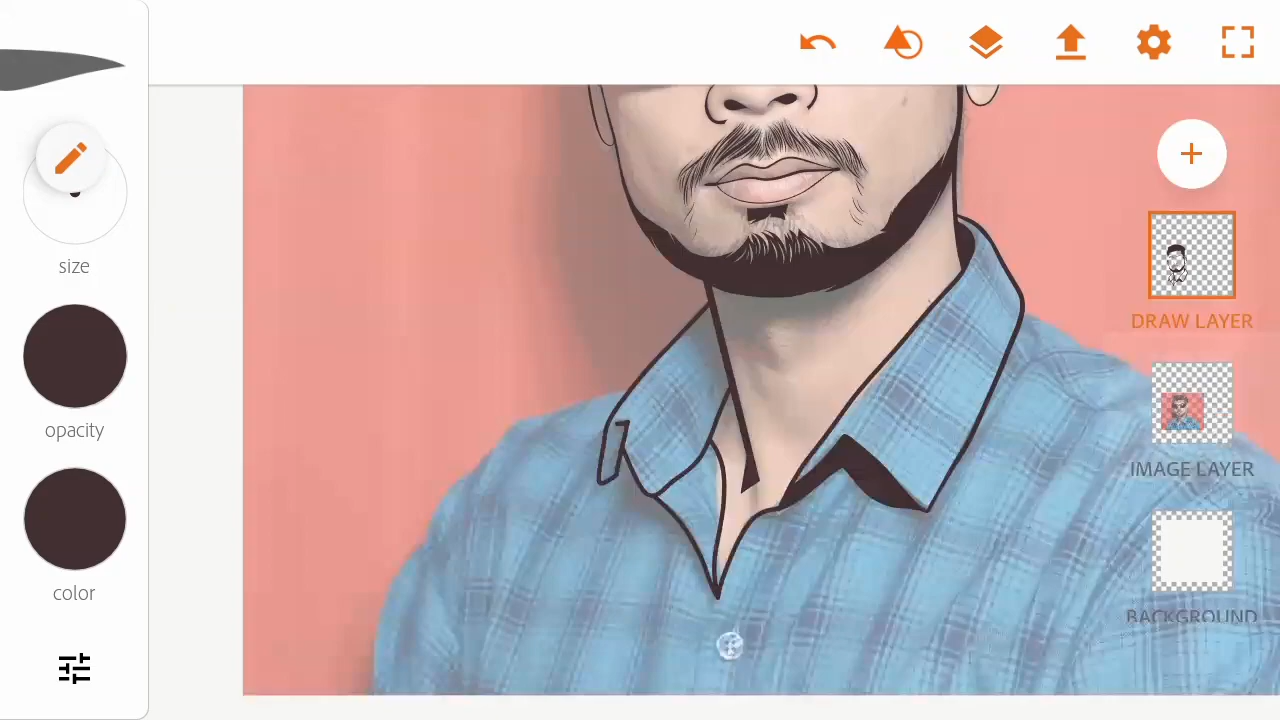 size
opacity
color
DRAW LAYER
IMAGE LAYER
BACKGROUND